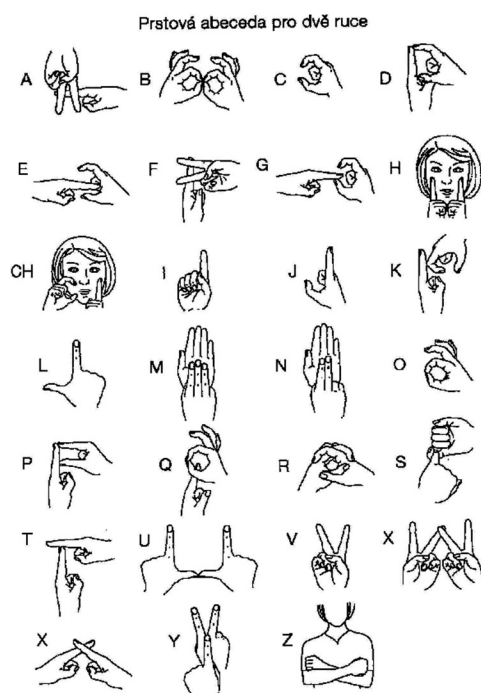 Prstová abeceda pro dvě ruce
A B C D
E F G H
CH I J K
L M N O
P Q R S
T U V X
X Y Z